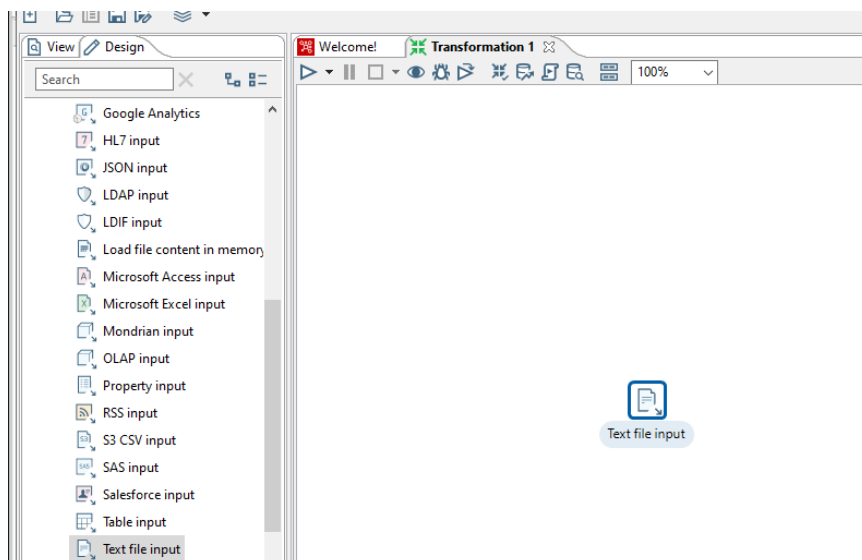 View
Design
Welcome!
Transformation 1
Search
100%
Google Analytics
HL7 input
JSON input
LDAP input
LDIF input
Load file content in memory
Microsoft Access input
Microsoft Excel input
Mondrian input
OLAP input
Property input
RSS input
S3 CSV input
SAS input
Salesforce input
Table input
Text file input
Text file input